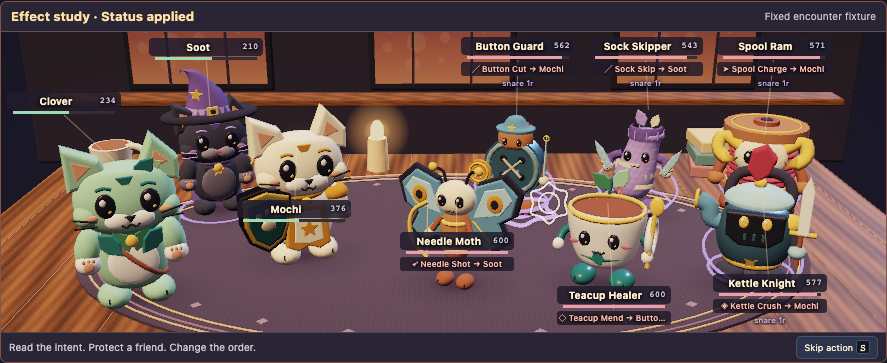 Effect study · Status applied
Fixed encounter fixture
Soot 210
Button Guard 562
Button Cut → Mochi
snare 1r
Sock Skipper 543
Sock Skip → Soot
snare 1r
Spool Ram 571
Spool Charge → Mochi
snare 1r
Clover 234
Mochi 376
Needle Moth 600
Needle Shot → Soot
Teacup Healer 600
Teacup Mend → Butto...
Kettle Knight 577
Kettle Crush → Mochi
snare 1r
Read the intent. Protect a friend. Change the order.
Skip action S